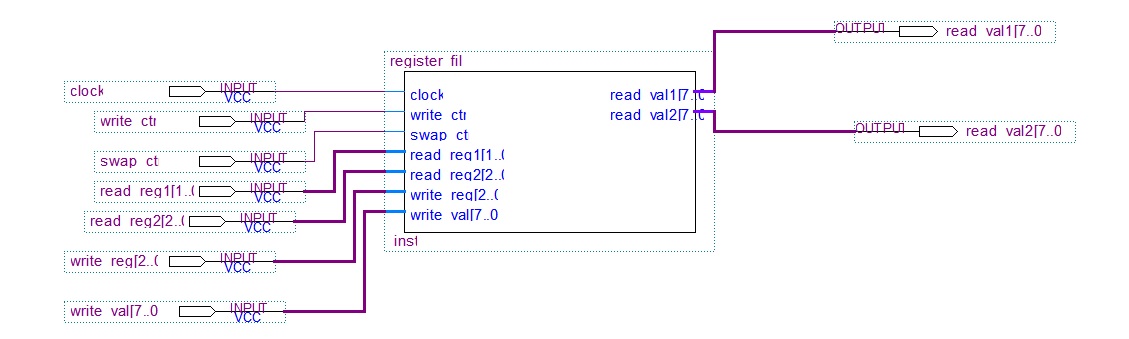 OUTPUT
read_val1[7..0
register_fil
clock
INPUT
VCC
clock
read_val1[7..0
write_ctr
INPUT
VCC
write_ctr
read_val2[7..0
OUTPUT
read_val2[7..0
swap_ct
INPUT
VCC
swap_ct
read_reg1[1..0
INPUT
VCC
read_reg1[1..0
read_reg2[2..0
INPUT
VCC
read_reg2[2..0
write_reg[2..0
INPUT
VCC
write_reg[2..0
write_val[7..0
INPUT
VCC
write_val[7..0
inst